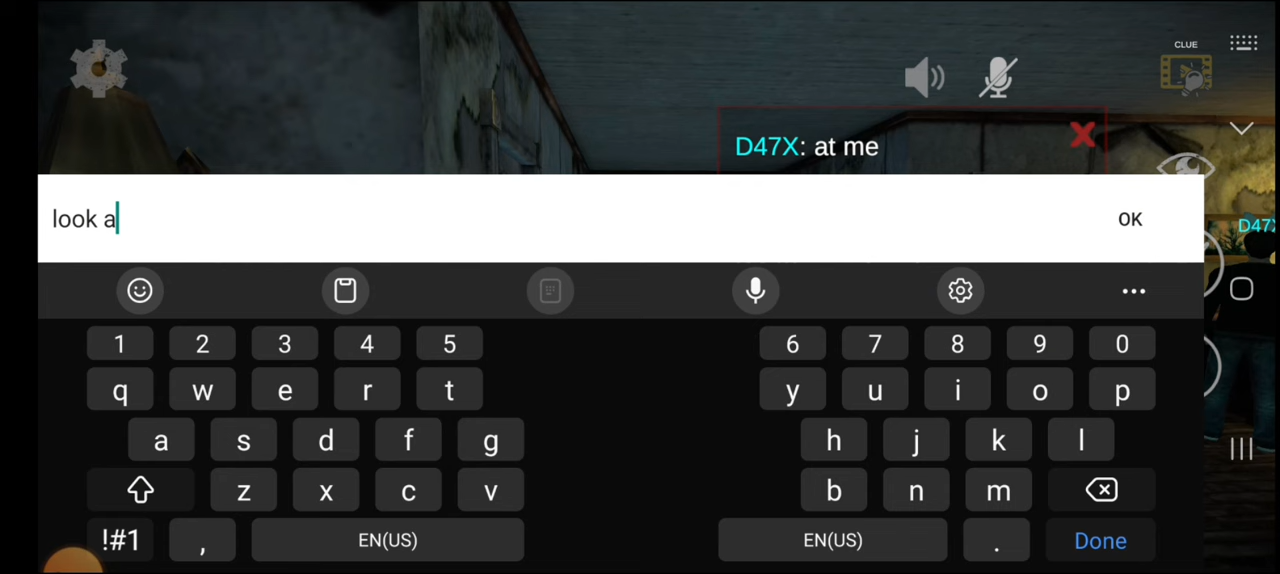 CLUE
D47X: at me
look a
OK
D47X
1 2 3 4 5 6 7 8 9 0
q w e r t y u i o p
a s d f g h j k l
z x c v b n m
!#1 , EN(US) EN(US) . Done